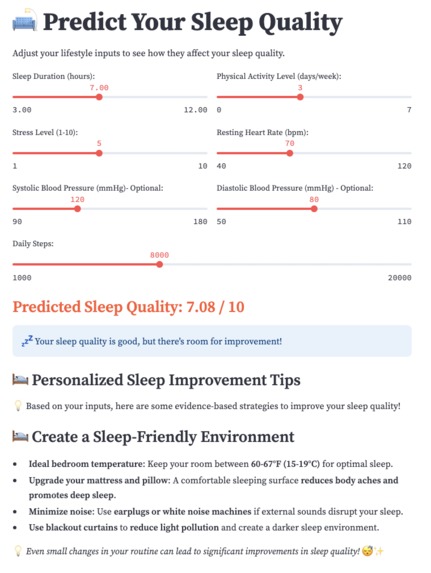 Predict Your Sleep Quality
Adjust your lifestyle inputs to see how they affect your sleep quality.
Sleep Duration (hours):
7.00
3.00 12.00
Physical Activity Level (days/week):
3
0 7
Stress Level (1-10):
5
1 10
Resting Heart Rate (bpm):
70
40 120
Systolic Blood Pressure (mmHg)- Optional:
120
90 180
Diastolic Blood Pressure (mmHg) - Optional:
80
50 110
Daily Steps:
8000
1000 20000
Predicted Sleep Quality: 7.08 / 10
💤 Your sleep quality is good, but there's room for improvement!
🛌 Personalized Sleep Improvement Tips
💡 Based on your inputs, here are some evidence-based strategies to improve your sleep quality!
🛌 Create a Sleep-Friendly Environment
• Ideal bedroom temperature: Keep your room between 60-67°F (15-19°C) for optimal sleep.
• Upgrade your mattress and pillow: A comfortable sleeping surface reduces body aches and
promotes deep sleep.
• Minimize noise: Use earplugs or white noise machines if external sounds disrupt your sleep.
• Use blackout curtains to reduce light pollution and create a darker sleep environment.
💡 Even small changes in your routine can lead to significant improvements in sleep quality! 😴✨